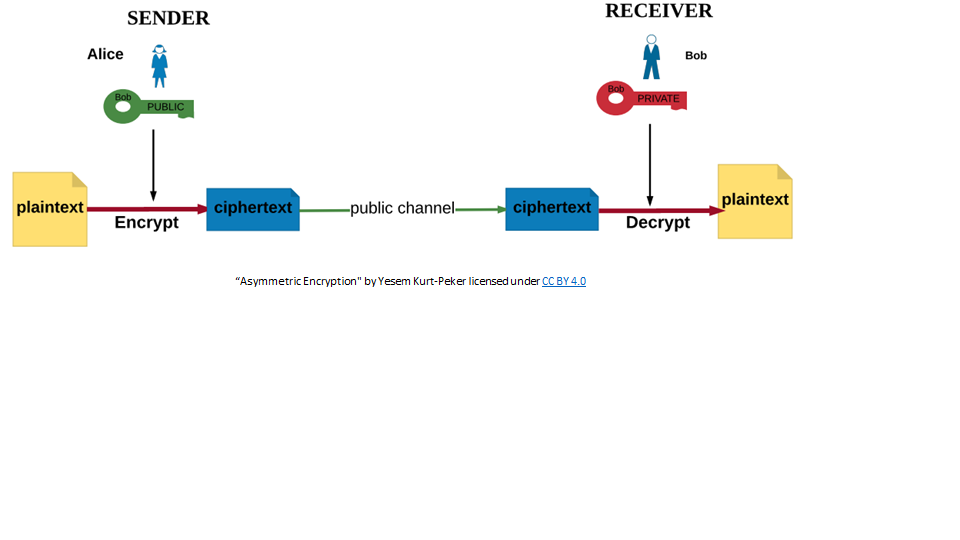 SENDER
RECEIVER
Alice
Bob
Bob
PUBLIC
Bob
PRIVATE
plaintext
Encrypt
ciphertext
public channel
ciphertext
Decrypt
plaintext
“Asymmetric Encryption" by Yesem Kurt-Peker licensed under CC BY 4.0